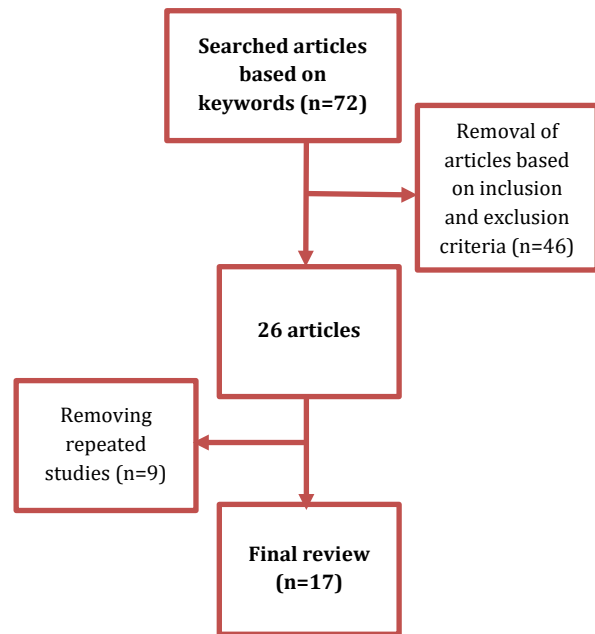 Searched articles
based on
keywords (n=72)
Removal of
articles based
on inclusion
and exclusion
criteria (n=46)
26 articles
Removing
repeated
studies (n=9)
Final review
(n=17)